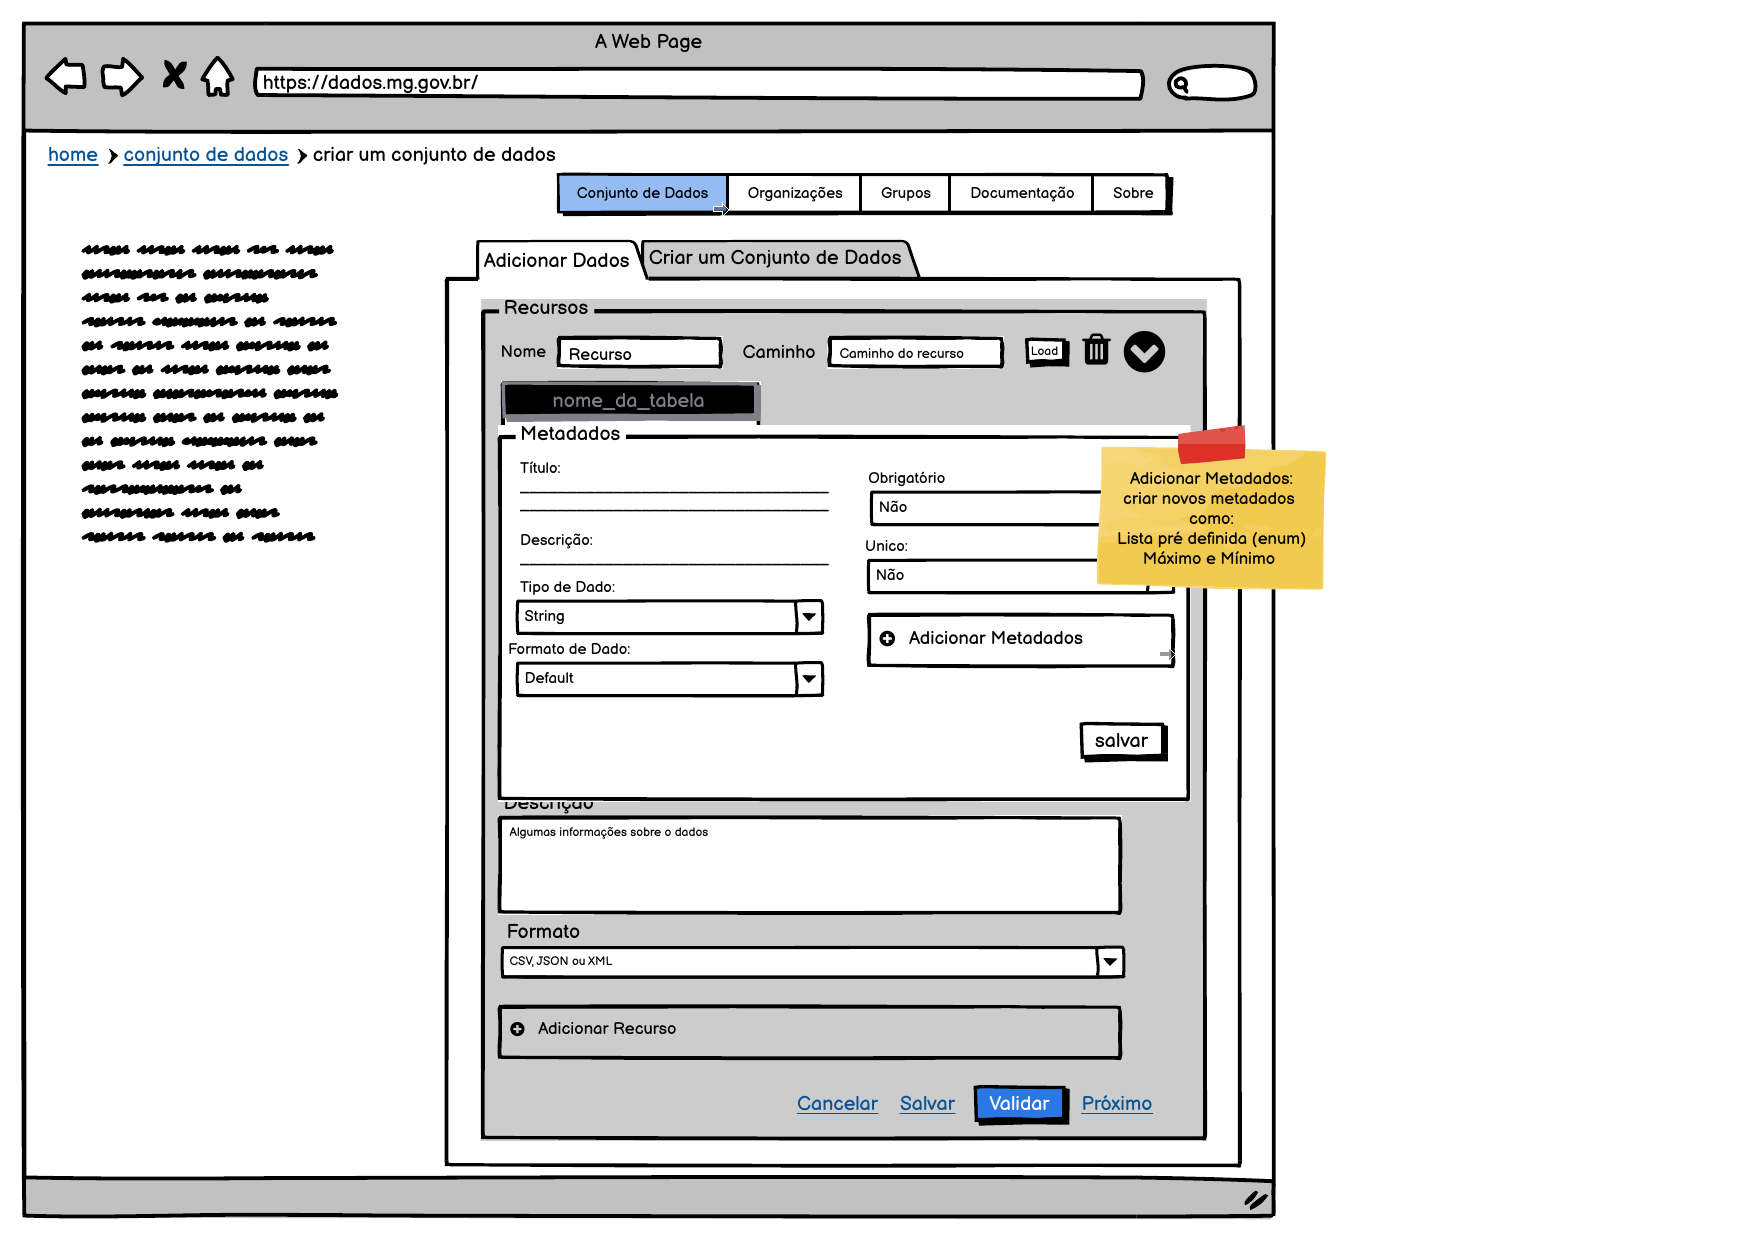 A Web Page
https://dados.mg.gov.br/
home conjunto de dados criar um conjunto de dados
Conjunto de Dados Organizações Grupos Documentação Sobre
Adicionar Dados Criar um Conjunto de Dados
Recursos
Nome Recurso Caminho Caminho do recurso Load
nome_da_tabela
Metadados
Título:
Obrigatório
Não
Descrição:
Unico:
Não
Tipo de Dado:
String
Adicionar Metadados
Formato de Dado:
Default
salvar
Adicionar Metadados:
criar novos metadados
como:
Lista pré definida (enum)
Máximo e Mínimo
Descrição
Algumas informações sobre o dados
Formato
CSV, JSON ou XML
Adicionar Recurso
Cancelar Salvar Validar Próximo